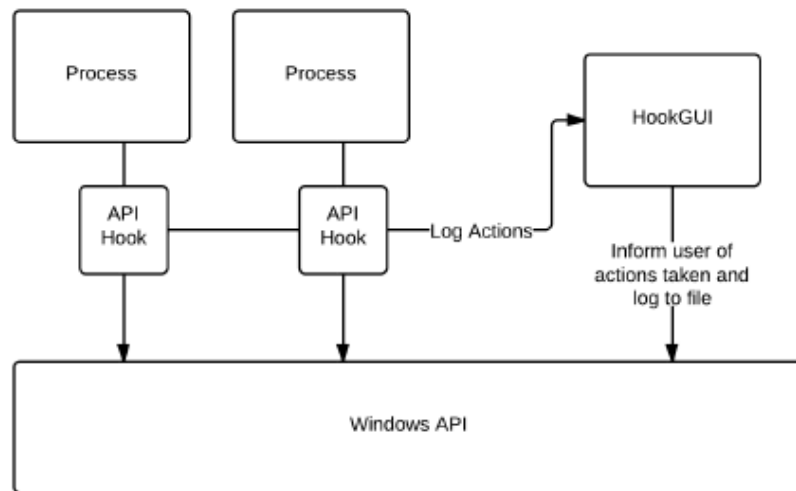 Process
Process
HookGUI
API
Hook
API
Hook
Log Actions
Inform user of
actions taken and
log to file
Windows API